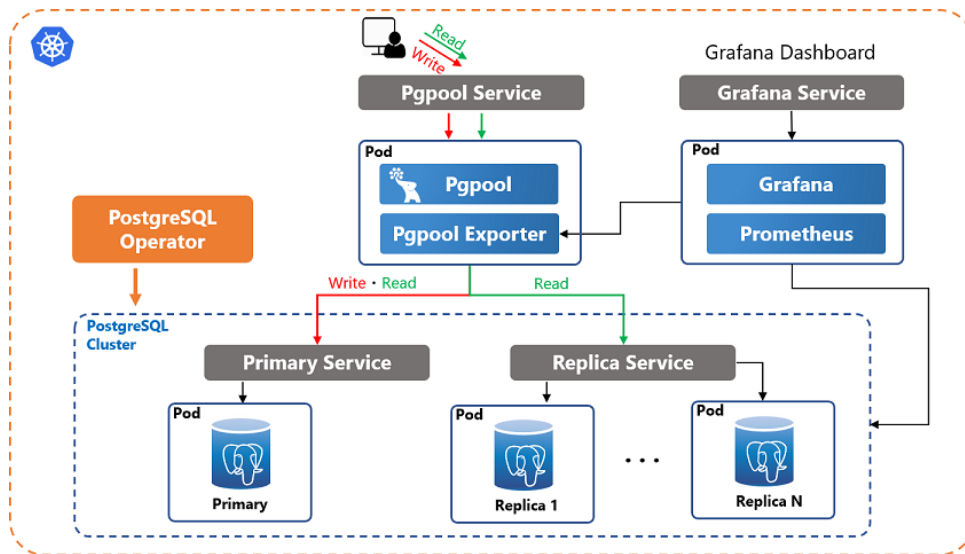 Read
Write
Grafana Dashboard
Pgpool Service
Grafana Service
Pod
Pgpool
Pgpool Exporter
Pod
Grafana
Prometheus
PostgreSQL
Operator
Write・Read
Read
PostgreSQL
Cluster
Primary Service
Replica Service
Pod
Primary
Pod
Replica 1
...
Pod
Replica N